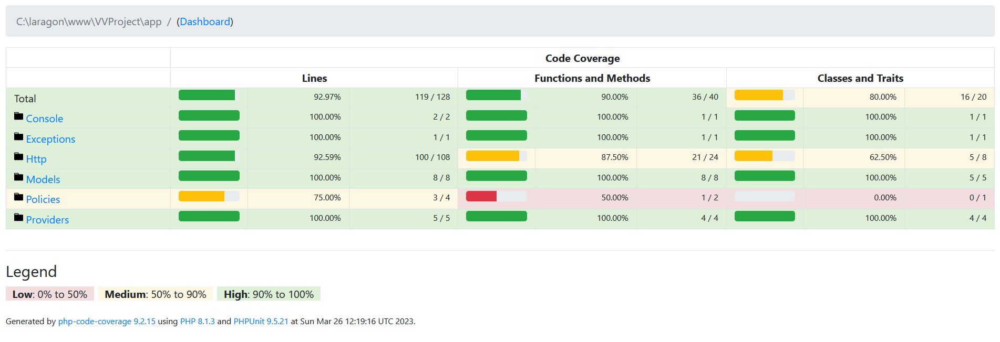 C:\laragon\www\VVProject\app / (Dashboard)
Code Coverage
Lines Functions and Methods Classes and Traits
Total 92.97% 119 / 128 90.00% 36 / 40 80.00% 16 / 20
Console 100.00% 2 / 2 100.00% 1 / 1 100.00% 1 / 1
Exceptions 100.00% 1 / 1 100.00% 1 / 1 100.00% 1 / 1
Http 92.59% 100 / 108 87.50% 21 / 24 62.50% 5 / 8
Models 100.00% 8 / 8 100.00% 8 / 8 100.00% 5 / 5
Policies 75.00% 3 / 4 50.00% 1 / 2 0.00% 0 / 1
Providers 100.00% 5 / 5 100.00% 4 / 4 100.00% 4 / 4
Legend
Low: 0% to 50% Medium: 50% to 90% High: 90% to 100%
Generated by php-code-coverage 9.2.15 using PHP 8.1.3 and PHPUnit 9.5.21 at Sun Mar 26 12:19:16 UTC 2023.